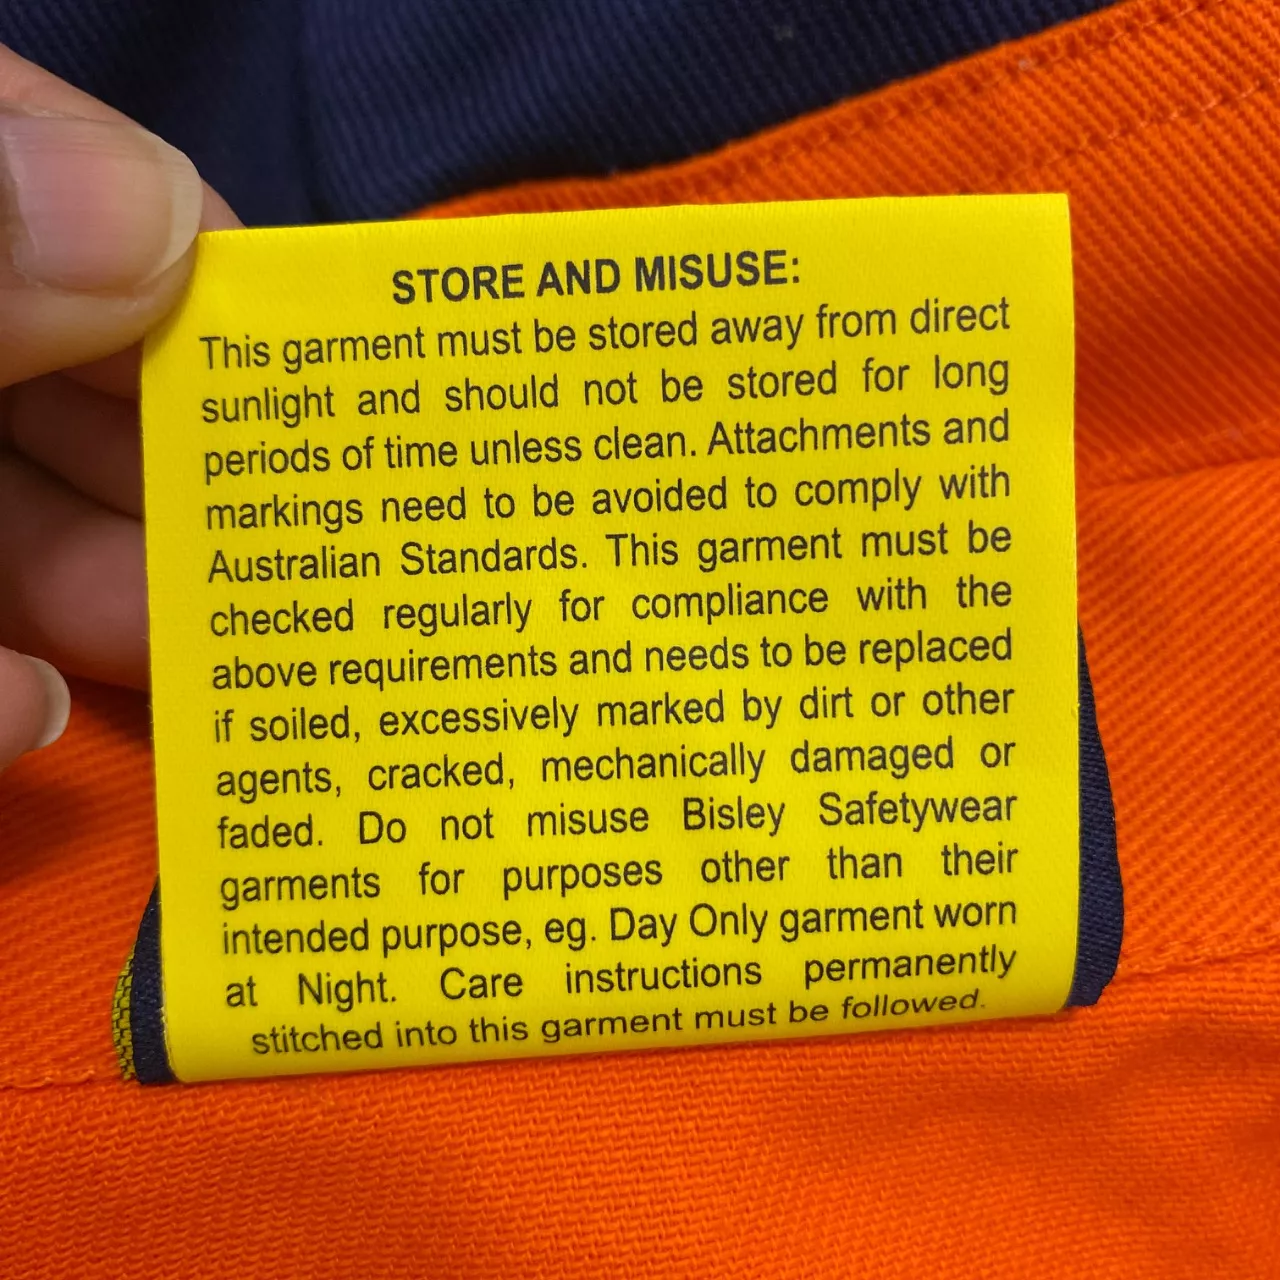 STORE AND MISUSE:
This garment must be stored away from direct
sunlight and should not be stored for long
periods of time unless clean. Attachments and
markings need to be avoided to comply with
Australian Standards. This garment must be
checked regularly for compliance with the
above requirements and needs to be replaced
if soiled, excessively marked by dirt or other
agents, cracked, mechanically damaged or
faded. Do not misuse Bisley Safetywear
garments for purposes other than their
intended purpose, eg. Day Only garment worn
at Night. Care instructions permanently
stitched into this garment must be followed.